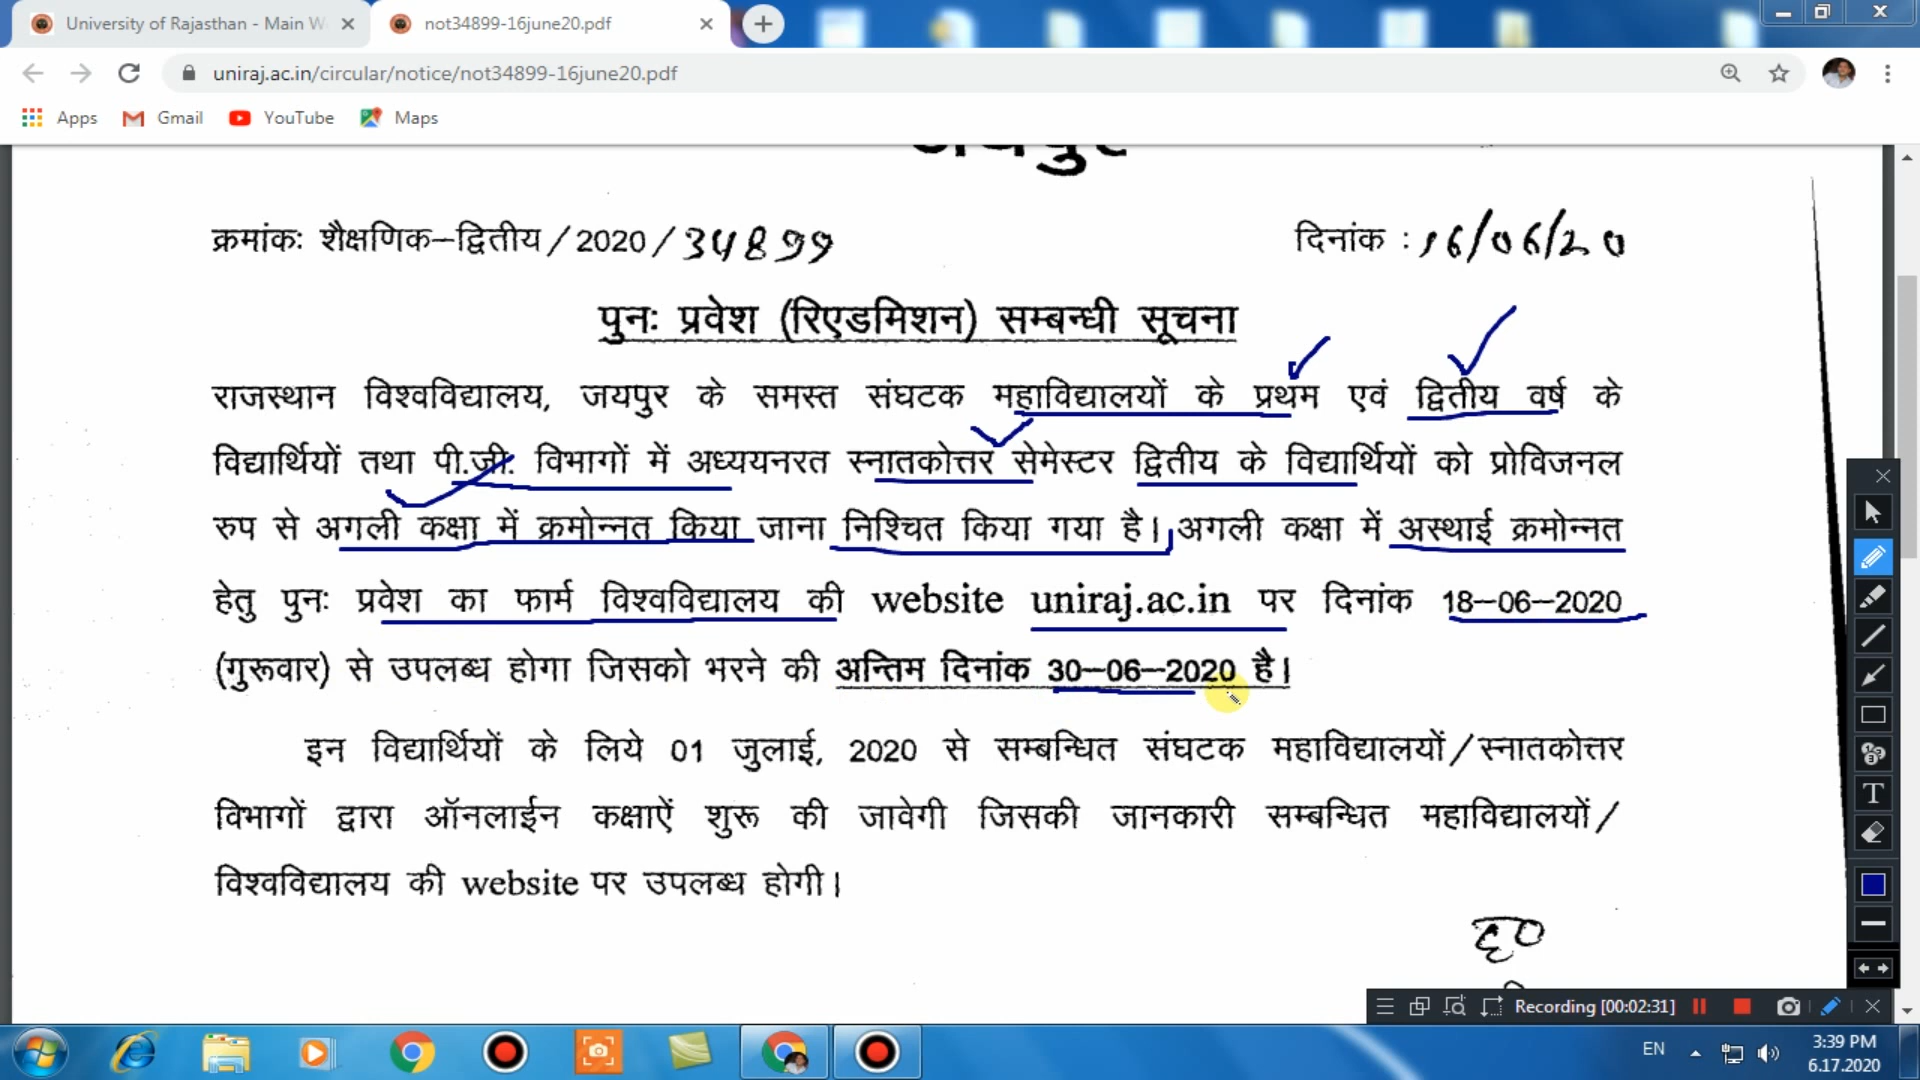 University of Rajasthan - Main W
not34899-16june20.pdf
uniraj.ac.in/circular/notice/not34899-16june20.pdf
Apps
Gmail
YouTube
Maps
क्रमांकः शैक्षणिक–द्वितीय/2020/34899
दिनांक : 16/06/20
पुनः प्रवेश (रिएडमिशन) सम्बन्धी सूचना
राजस्थान विश्वविद्यालय, जयपुर के समस्त संघटक महाविद्यालयों के प्रथम एवं द्वितीय वर्ष के
विद्यार्थियों तथा पी.जी. विभागों में अध्ययनरत स्नातकोत्तर सेमेस्टर द्वितीय के विद्यार्थियों को प्रोविजनल
रुप से अगली कक्षा में क्रमोन्नत किया जाना निश्चित किया गया है। अगली कक्षा में अस्थाई क्रमोन्नत
हेतु पुनः प्रवेश का फार्म विश्वविद्यालय की website uniraj.ac.in पर दिनांक 18–06–2020
(गुरूवार) से उपलब्ध होगा जिसको भरने की अन्तिम दिनांक 30–06–2020 है।
इन विद्यार्थियों के लिये 01 जुलाई, 2020 से सम्बन्धित संघटक महाविद्यालयों/स्नातकोत्तर
विभागों द्वारा ऑनलाईन कक्षाऐं शुरू की जावेगी जिसकी जानकारी सम्बन्धित महाविद्यालयों/
विश्वविद्यालय की website पर उपलब्ध होगी।
T
Recording [00:02:31]
EN
3:39 PM
6.17.2020